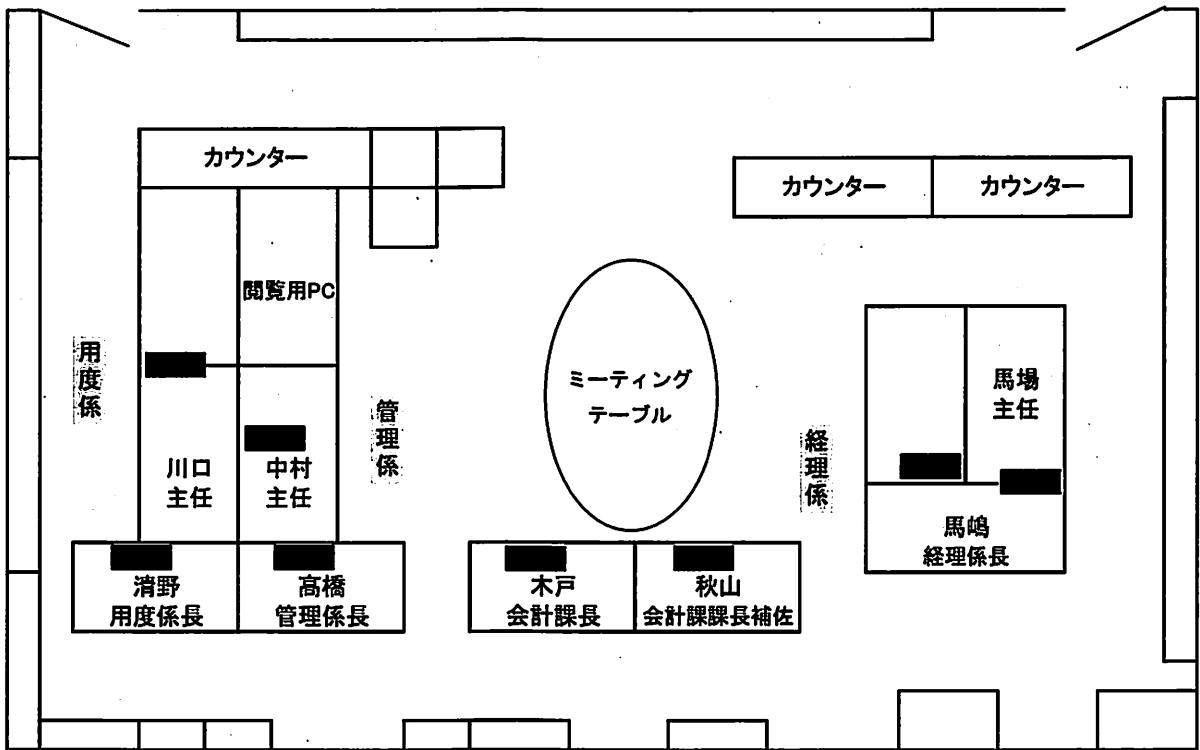 カウンター
カウンター
カウンター
閲覧用PC
用度係
管理係
ミーティング
テーブル
経理係
馬場
主任
川口
主任
中村
主任
馬嶋
経理係長
清野
用度係長
高橋
管理係長
木戸
会計課長
秋山
会計課課長補佐